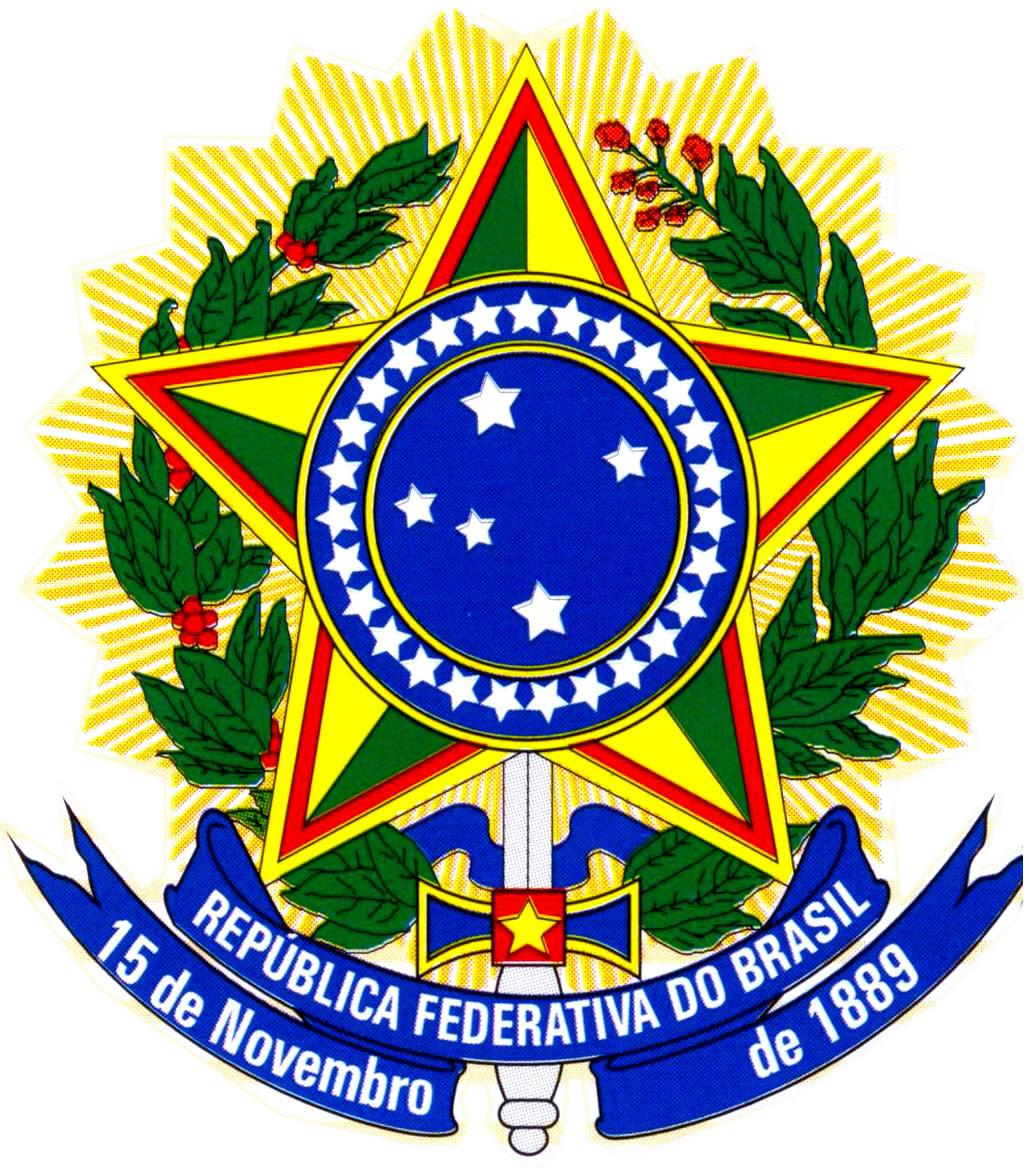 REPÚBLICA FEDERATIVA DO BRASIL
15 de Novembro
de 1889